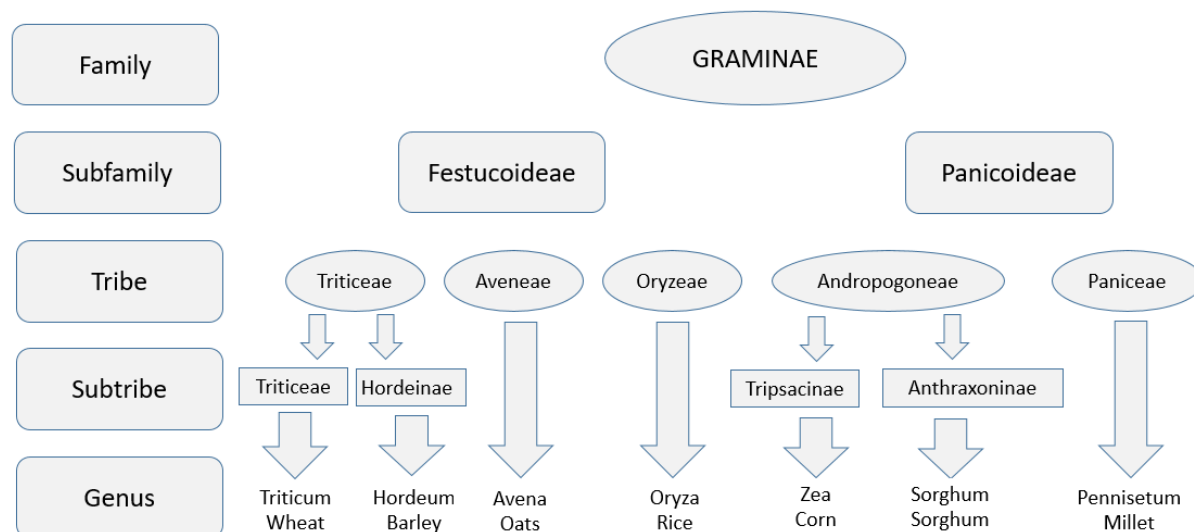 Family
GRAMINAE
Subfamily
Festucoideae
Panicoideae
Tribe
Triticeae
Aveneae
Oryzeae
Andropogoneae
Paniceae
Subtribe
Triticeae
Hordeinae
Tripsacinae
Anthraxoninae
Genus
Triticum
Wheat
Hordeum
Barley
Avena
Oats
Oryza
Rice
Zea
Corn
Sorghum
Sorghum
Pennisetum
Millet